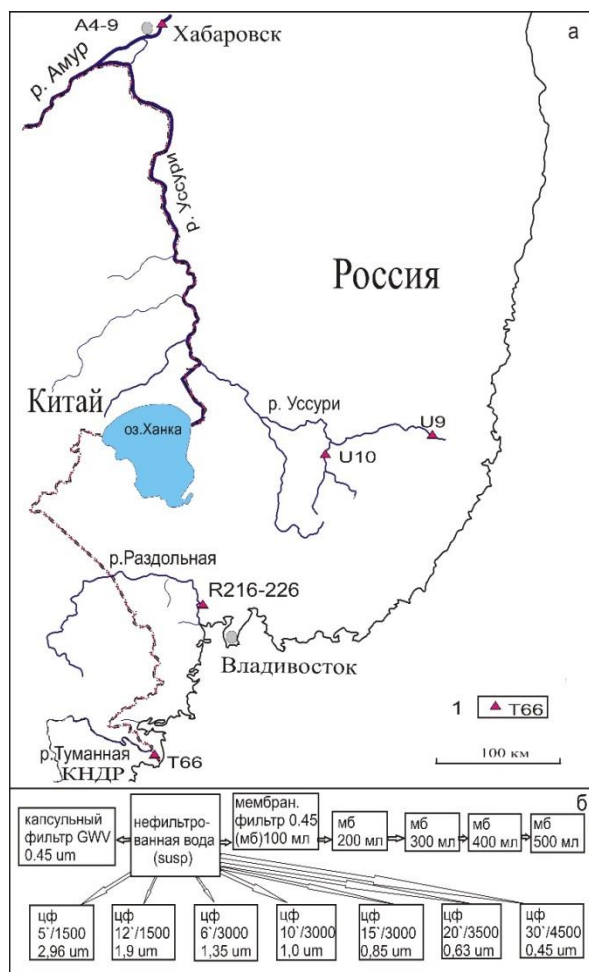 а
А4-9
Хабаровск
р. Амур
р. Уссури
Россия
Китай
р. Уссури
U9
оз.Ханка
U10
р.Раздольная
R216-226
Владивосток
1 Т66
р.Туманная
Т66
КНДР
100 км
б
капсульный
фильтр GWV
0.45 um
нефильтро-
ванная вода
(susp)
мембран.
фильтр 0.45
(мб)100 мл
мб
200 мл
мб
300 мл
мб
400 мл
мб
500 мл
цф
5`/1500
2,96 um
цф
12`/1500
1,9 um
цф
6`/3000
1,35 um
цф
10`/3000
1,0 um
цф
15`/3000
0,85 um
цф
20`/3500
0,63 um
цф
30`/4500
0,45 um